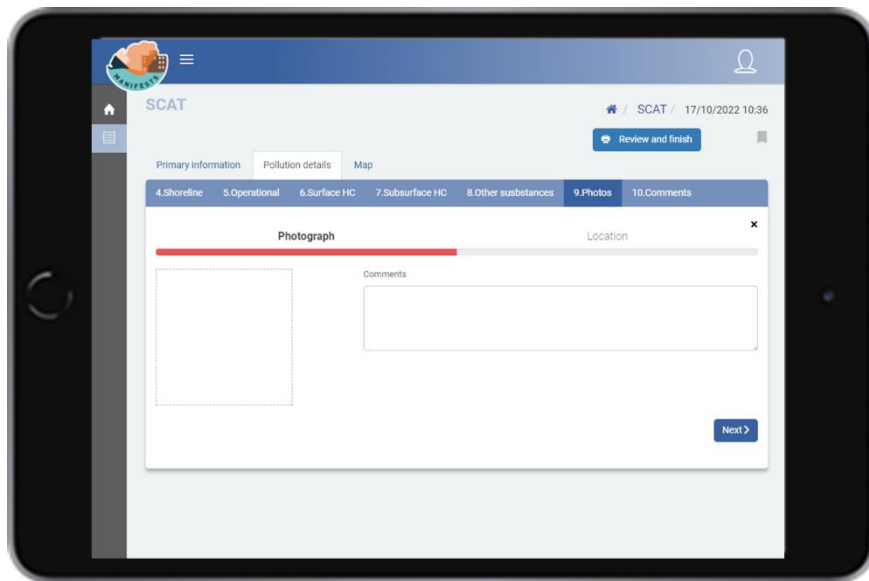 MANIFESTS
SCAT
/ SCAT / 17/10/2022 10:36
Review and finish
Primary information Pollution details Map
4.Shoreline 5.Operational 6.Surface HC 7.Subsurface HC 8.Other susbstances 9.Photos 10.Comments
Photograph Location
Comments
Next